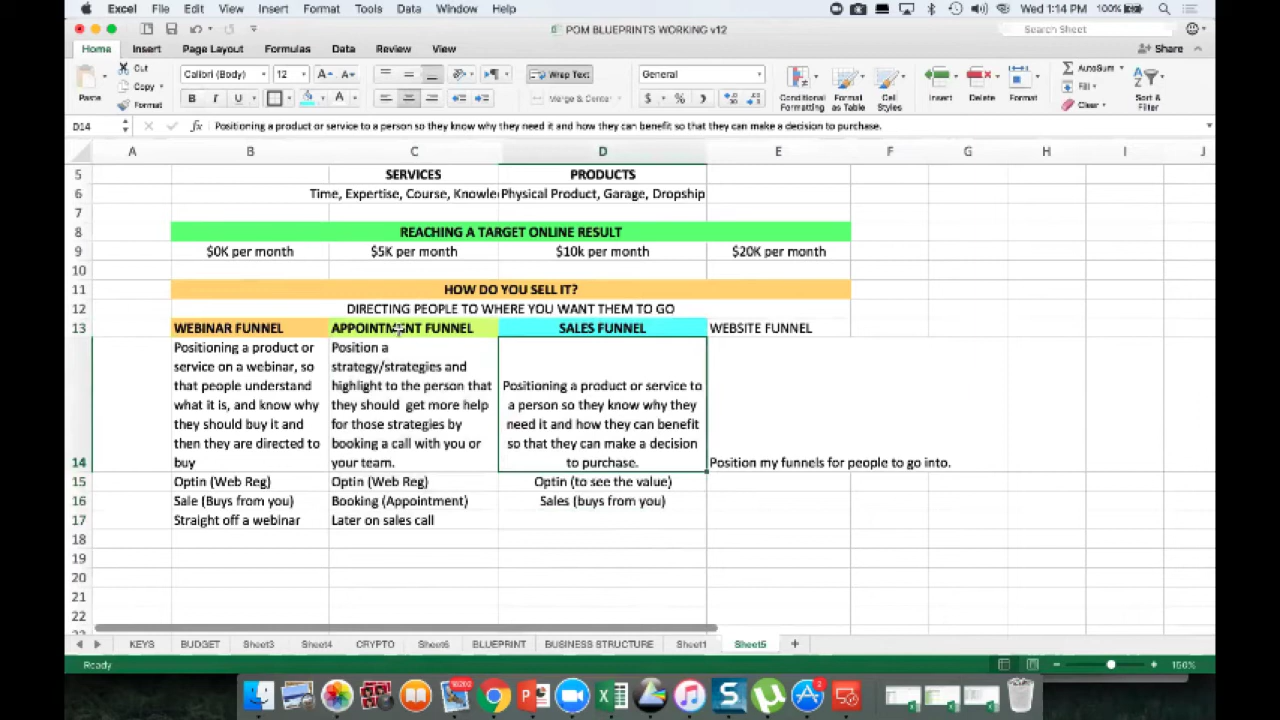 Excel File Edit View Insert Format Tools Data Window Help
100% Wed 1:14 PM
POM BLUEPRINTS WORKING v12
Search Sheet
Home Insert Page Layout Formulas Data Review View
Share
Paste
Cut
Copy
Format
Calibri (Body) 12
Wrap Text
Merge & Center
General
Conditional Formatting
Format as Table
Cell Styles
Insert Delete Format
AutoSum
Fill
Clear
Sort & Filter
D14 fx Positioning a product or service to a person so they know why they need it and how they can benefit so that they can make a decision to purchase.
A B C D E F G H I J
5 SERVICES PRODUCTS
6 Time, Expertise, Course, Knowle Physical Product, Garage, Dropship
7
8 REACHING A TARGET ONLINE RESULT
9 $0K per month $5K per month $10k per month $20K per month
10
11 HOW DO YOU SELL IT?
12 DIRECTING PEOPLE TO WHERE YOU WANT THEM TO GO
13 WEBINAR FUNNEL APPOINTMENT FUNNEL SALES FUNNEL WEBSITE FUNNEL
14
Positioning a product or
service on a webinar, so
that people understand
what it is, and know why
they should buy it and
then they are directed to
buy
Position a
strategy/strategies and
highlight to the person that
they should get more help
for those strategies by
booking a call with you or
your team.
Positioning a product or service to
a person so they know why they
need it and how they can benefit
so that they can make a decision
to purchase.
Position my funnels for people to go into.
15 Optin (Web Reg) Optin (Web Reg) Optin (to see the value)
16 Sale (Buys from you) Booking (Appointment) Sales (buys from you)
17 Straight off a webinar Later on sales call
18
19
20
21
22
KEYS BUDGET Sheet3 Sheet4 CRYPTO Sheet6 BLUEPRINT BUSINESS STRUCTURE Sheet1 Sheet5
Ready
150%